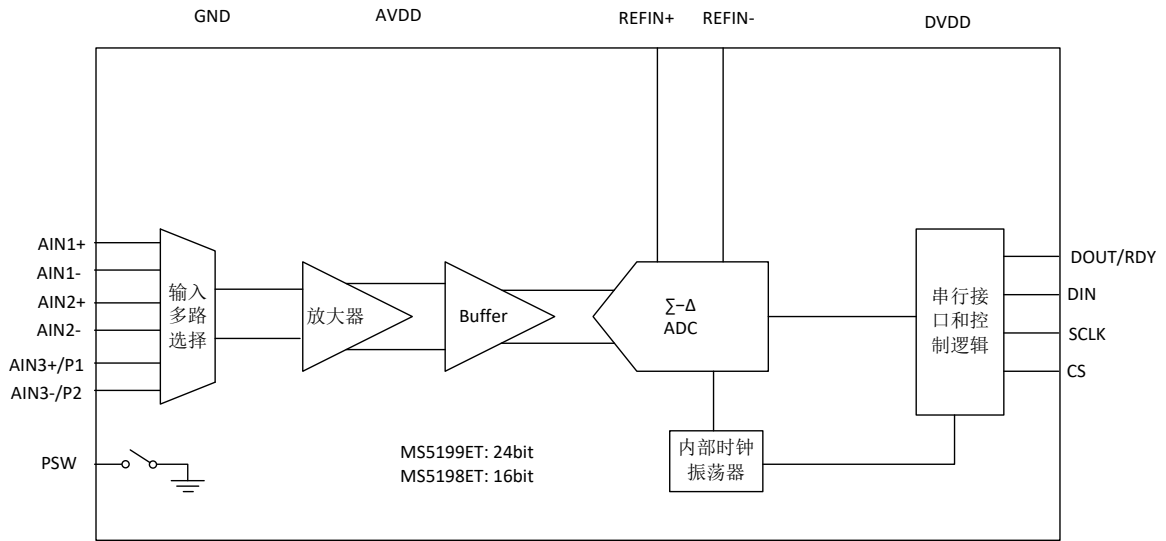 GND
AVDD
REFIN+
REFIN-
DVDD
AIN1+
AIN1-
AIN2+
AIN2-
AIN3+/P1
AIN3-/P2
PSW
输入
多路
选择
放大器
Buffer
∑-Δ
ADC
内部时钟
振荡器
串行接
口和控
制逻辑
DOUT/RDY
DIN
SCLK
CS
MS5199ET: 24bit
MS5198ET: 16bit